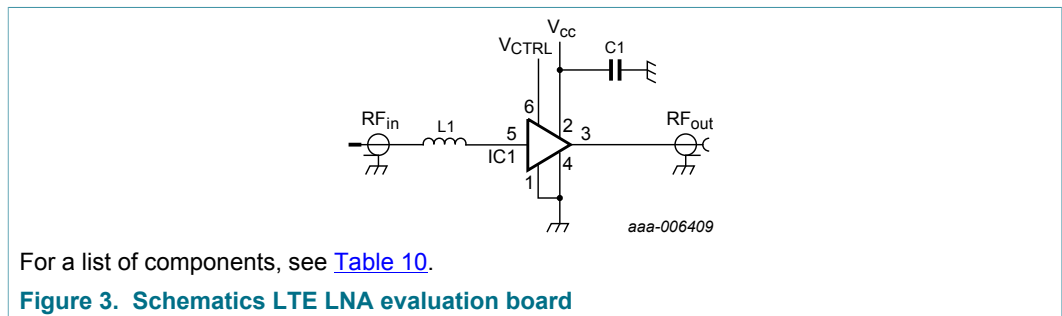 Vcc
VCTRL
C1
6
RFin
L1
5
2
3
RFout
IC1
4
1
aaa-006409
For a list of components, see Table 10.
Figure 3. Schematics LTE LNA evaluation board